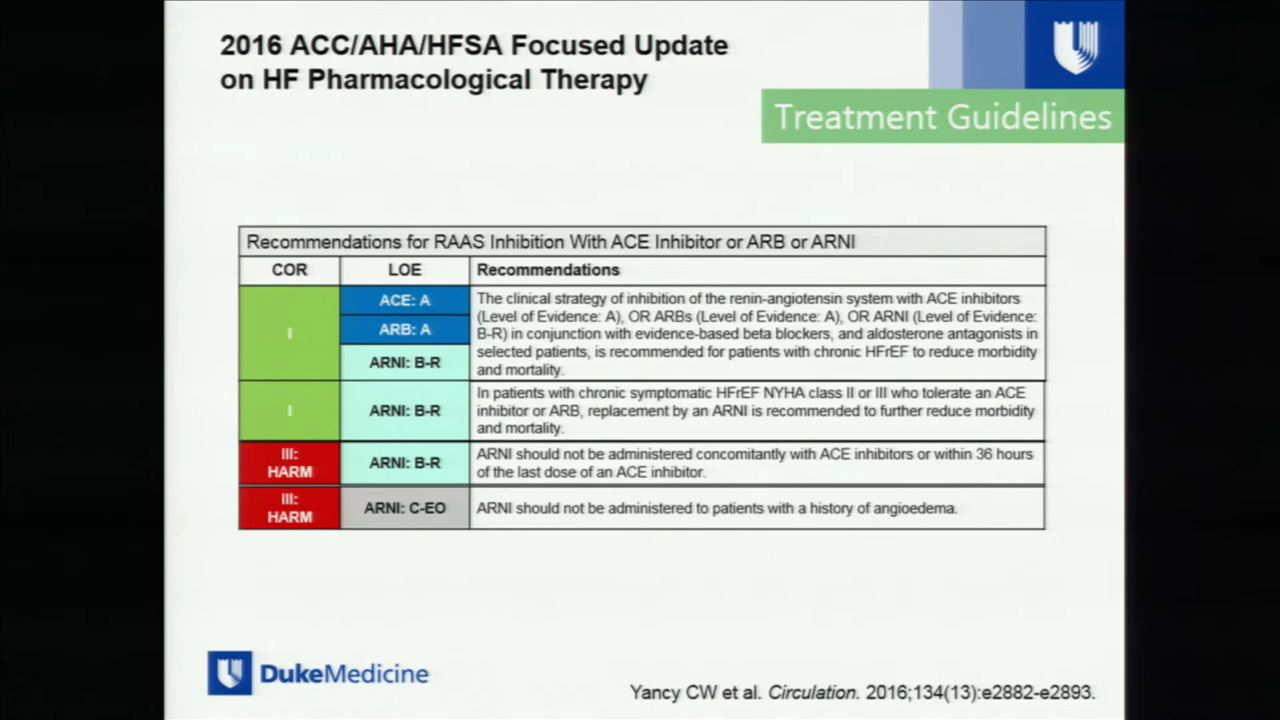 2016 ACC/AHA/HFSA Focused Update
on HF Pharmacological Therapy
Treatment Guidelines
Recommendations for RAAS Inhibition With ACE Inhibitor or ARB or ARNI
COR LOE Recommendations
I
ACE: A
ARB: A
ARNI: B-R
The clinical strategy of inhibition of the renin-angiotensin system with ACE inhibitors
(Level of Evidence: A), OR ARBs (Level of Evidence: A), OR ARNI (Level of Evidence:
B-R) in conjunction with evidence-based beta blockers, and aldosterone antagonists in
selected patients, is recommended for patients with chronic HFrEF to reduce morbidity
and mortality.
I
ARNI: B-R
In patients with chronic symptomatic HFrEF NYHA class II or III who tolerate an ACE
inhibitor or ARB, replacement by an ARNI is recommended to further reduce morbidity
and mortality.
III:
HARM
ARNI: B-R
ARNI should not be administered concomitantly with ACE inhibitors or within 36 hours
of the last dose of an ACE inhibitor.
III:
HARM
ARNI: C-EO
ARNI should not be administered to patients with a history of angioedema.
DukeMedicine
Yancy CW et al. Circulation. 2016;134(13):e2882-e2893.